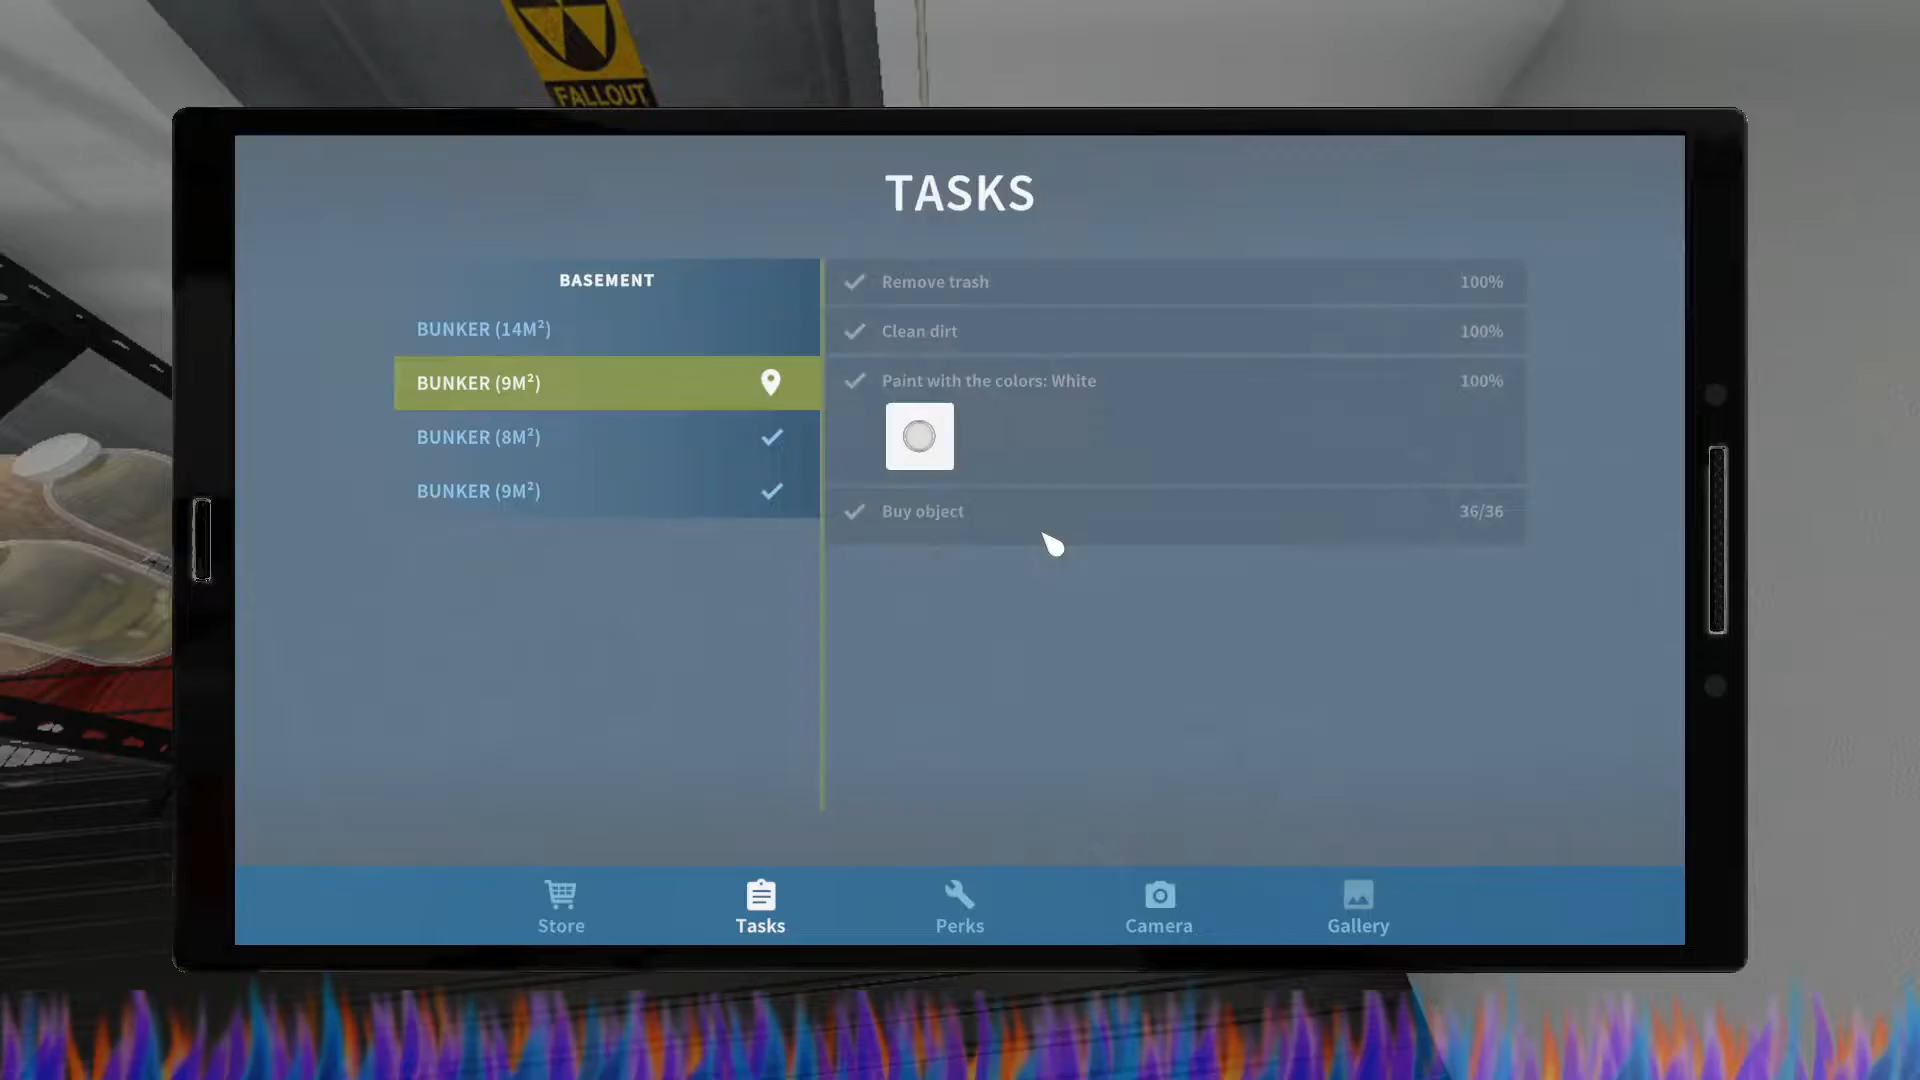 FALLOUT
TASKS
BASEMENT
BUNKER (14M²)
BUNKER (9M²)
BUNKER (8M²)
BUNKER (9M²)
Remove trash 100%
Clean dirt 100%
Paint with the colors: White 100%
Buy object 36/36
Store
Tasks
Perks
Camera
Gallery